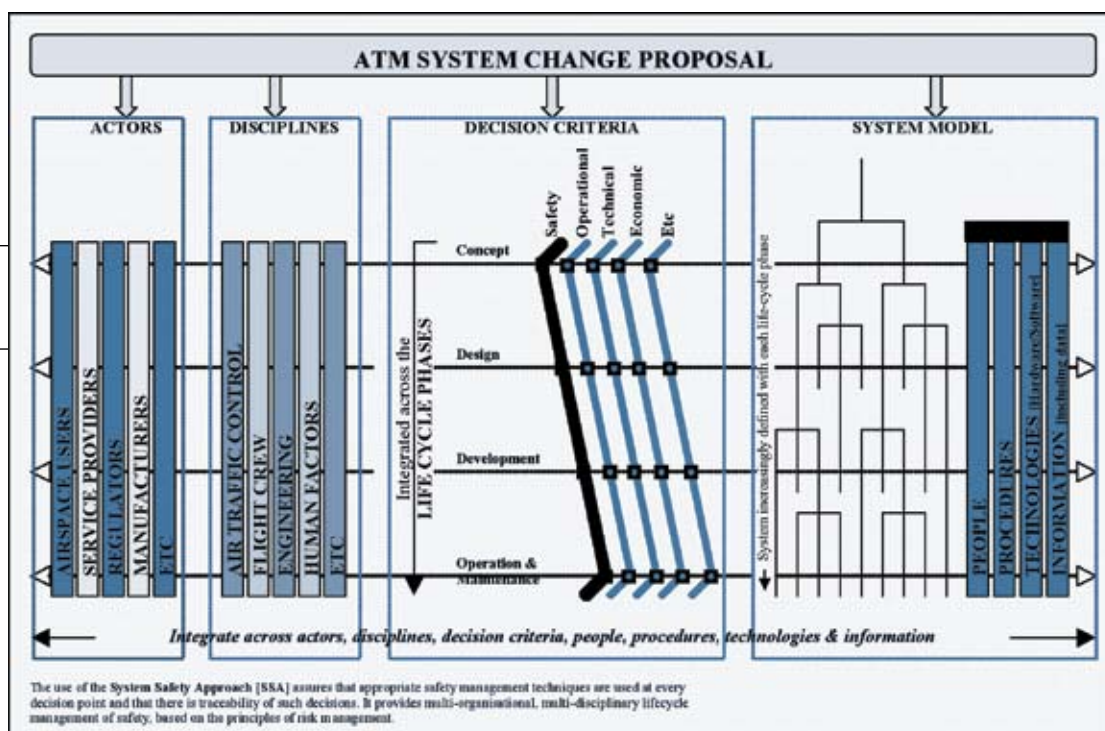 ATM SYSTEM CHANGE PROPOSAL
ACTORS
AIRSPACE USERS
SERVICE PROVIDERS
REGULATORS
MANUFACTURERS
ETC
DISCIPLINES
AIR TRAFFIC CONTROL
FLIGHT CREW
ENGINEERING
HUMAN FACTORS
ETC
DECISION CRITERIA
Safety
Operational
Technical
Economic
Etc
Integrated across the
LIFE CYCLE PHASES
Concept
Design
Development
Operation &
Maintenance
SYSTEM MODEL
System increasingly defined with each life-cycle phase
PEOPLE
PROCEDURES
TECHNOLOGIES [Hardware/Software]
INFORMATION [including data]
Integrate across actors, disciplines, decision criteria, people, procedures, technologies & information
The use of the System Safety Approach [SSA] assures that appropriate safety management techniques are used at every
decision point and that there is traceability of such decisions. It provides multi-organisational, multi-disciplinary lifecycle
management of safety, based on the principles of risk management.